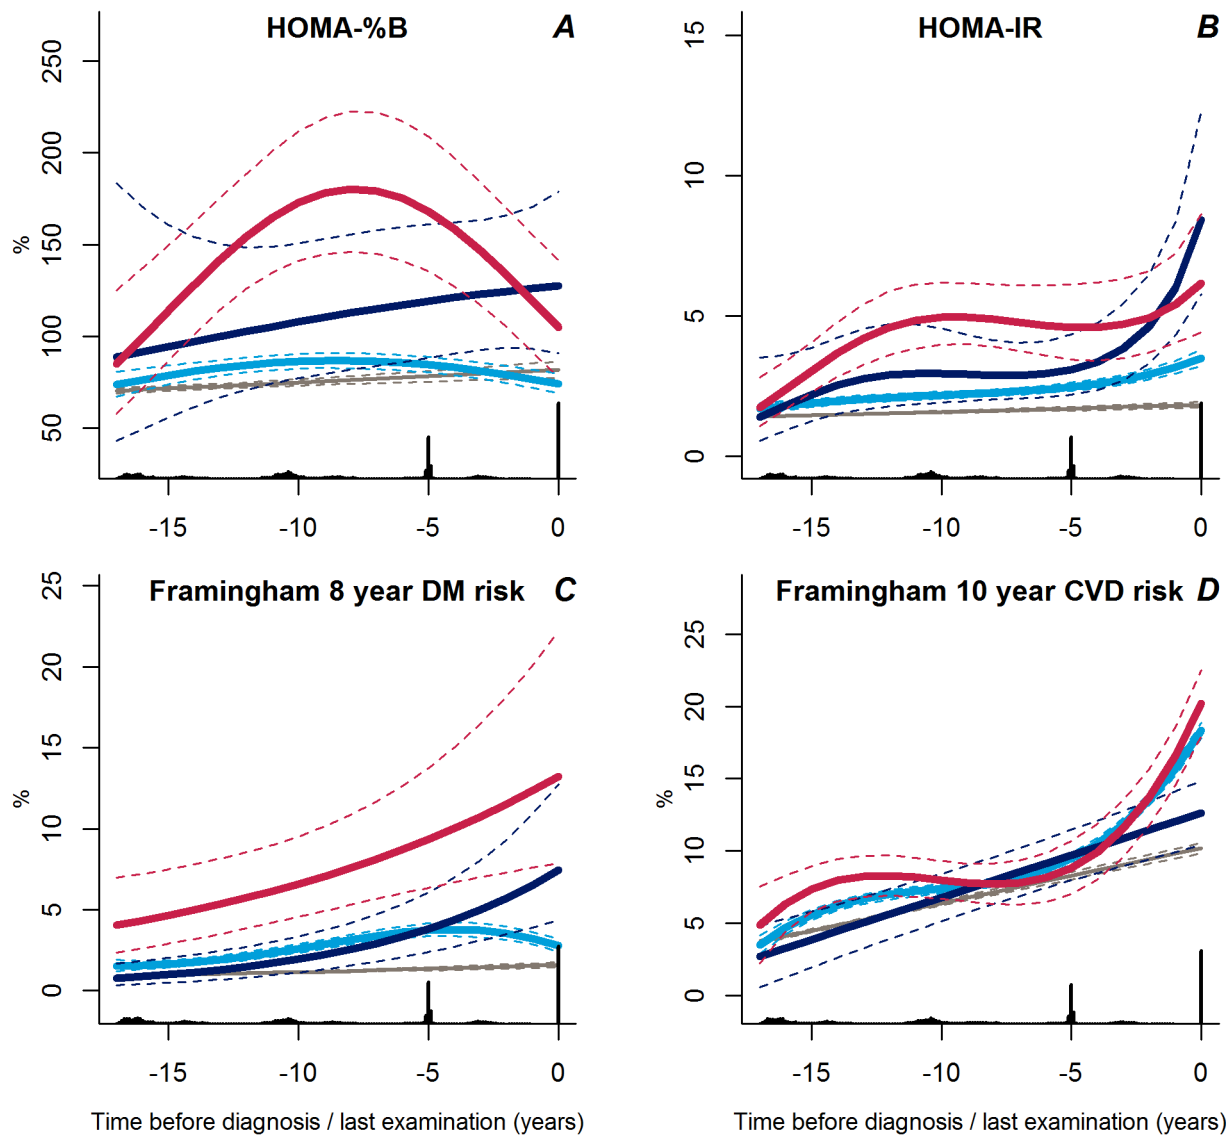 HOMA-%B A
250
200
150
100
50
%
-15 -10 -5 0
HOMA-IR B
15
10
5
0
-15 -10 -5 0
Framingham 8 year DM risk C
25
20
15
10
5
0
%
-15 -10 -5 0
Time before diagnosis / last examination (years)
Framingham 10 year CVD risk D
25
20
15
10
5
0
%
-15 -10 -5 0
Time before diagnosis / last examination (years)